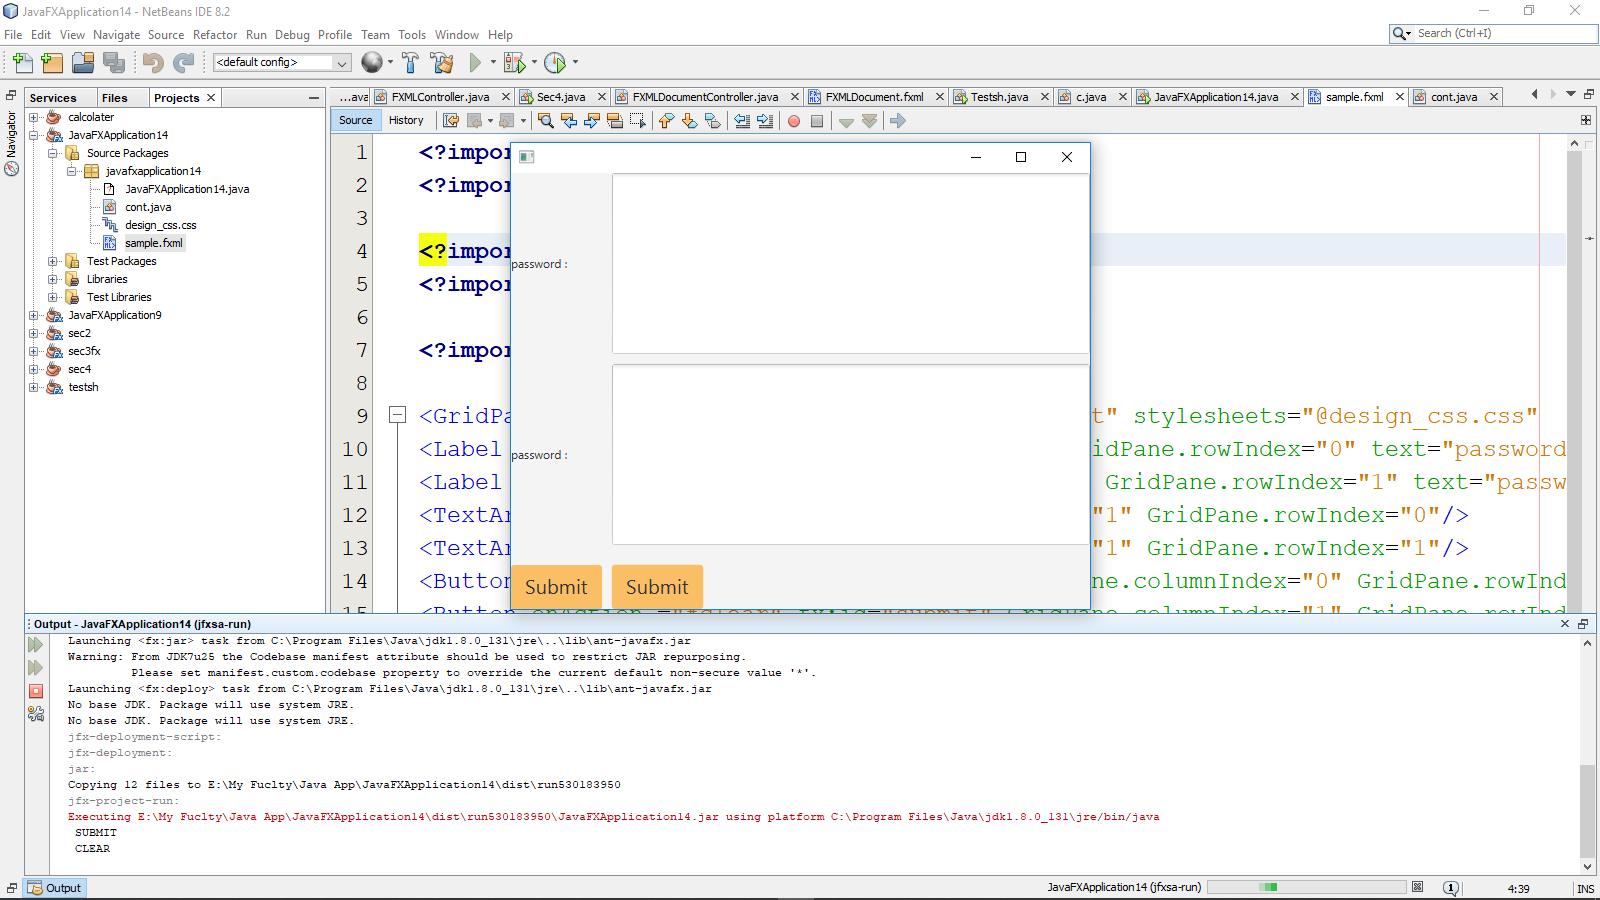 JavaFXApplication14 - NetBeans IDE 8.2
File Edit View Navigate Source Refactor Run Debug Profile Team Tools Window Help
Search (Ctrl+I)
<default config>
Services Files Projects
...ava FXMLController.java Sec4.java FXMLDocumentController.java FXMLDocument.fxml Testsh.java c.java JavaFXApplication14.java sample.fxml cont.java
Source History
Navigator
calcolater
JavaFXApplication14
Source Packages
javafxapplication14
JavaFXApplication14.java
cont.java
design_css.css
sample.fxml
Test Packages
Libraries
Test Libraries
JavaFXApplication9
sec2
sec3fx
sec4
testsh
1 <?impor
2 <?impor
3
4 <?impor
5 <?impor
6
7 <?impor
8
9 <GridPa t" stylesheets="@design_css.css"
10 <Label idPane.rowIndex="0" text="password
11 <Label GridPane.rowIndex="1" text="passw
12 <TextAr "1" GridPane.rowIndex="0"/>
13 <TextAr "1" GridPane.rowIndex="1"/>
14 <Button ne.columnIndex="0" GridPane.rowInd
15
password :
password :
Submit Submit
Output - JavaFXApplication14 (jfxsa-run)
Launching <fx:jar> task from C:\Program Files\Java\jdk1.8.0_131\jre\..\lib\ant-javafx.jar
Warning: From JDK7u25 the Codebase manifest attribute should be used to restrict JAR repurposing.
Please set manifest.custom.codebase property to override the current default non-secure value '*'.
Launching <fx:deploy> task from C:\Program Files\Java\jdk1.8.0_131\jre\..\lib\ant-javafx.jar
No base JDK. Package will use system JRE.
No base JDK. Package will use system JRE.
jfx-deployment-script:
jfx-deployment:
jar:
Copying 12 files to E:\My Fuclty\Java App\JavaFXApplication14\dist\run530183950
jfx-project-run:
Executing E:\My Fuclty\Java App\JavaFXApplication14\dist\run530183950\JavaFXApplication14.jar using platform C:\Program Files\Java\jdk1.8.0_131\jre/bin/java
SUBMIT
CLEAR
Output
JavaFXApplication14 (jfxsa-run)
1
4:39
INS